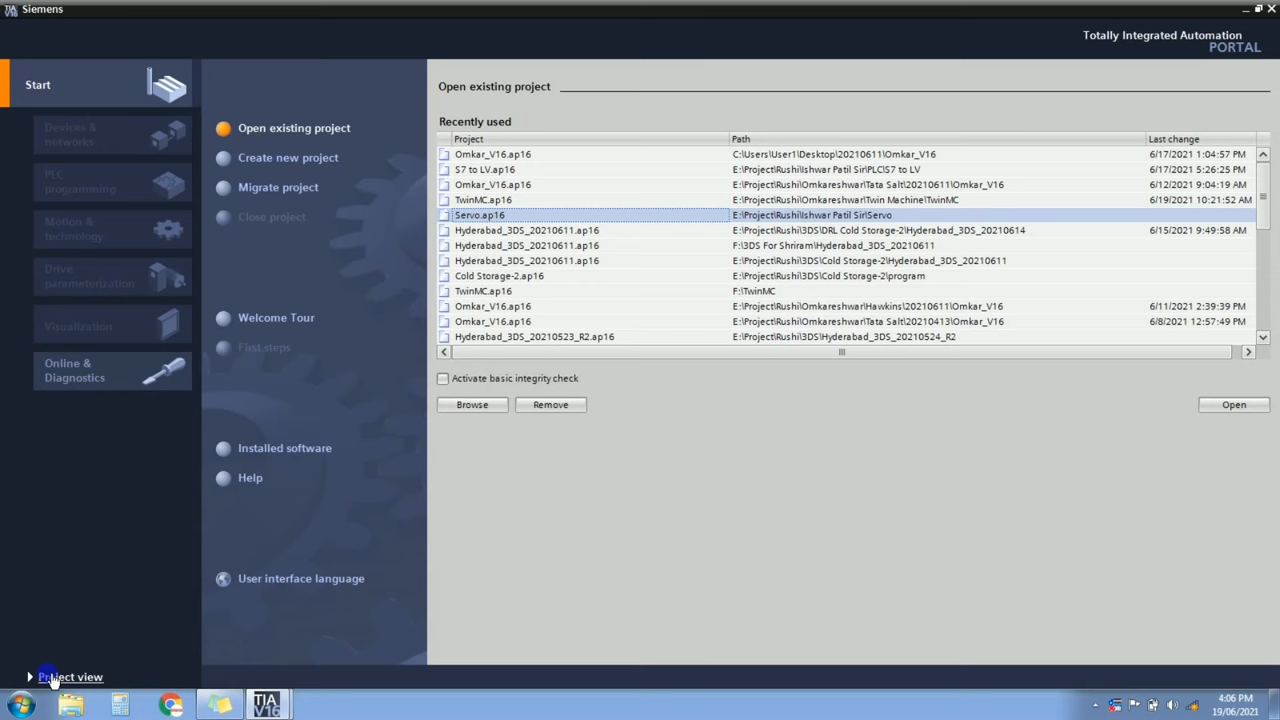 Siemens
Totally Integrated Automation
PORTAL
Start
Devices &
networks
PLC
programming
Motion &
technology
Drive
parameterization
Visualization
Online &
Diagnostics
Open existing project
Create new project
Migrate project
Close project
Welcome Tour
First steps
Installed software
Help
User interface language
Open existing project
Recently used
Project Path Last change
Omkar_V16.ap16 C:\Users\User1\Desktop\20210611\Omkar_V16 6/17/2021 1:04:57 PM
S7 to LV.ap16 E:\Project\Rushi\Ishwar Patil Sir\PLC\S7 to LV 6/17/2021 5:26:25 PM
Omkar_V16.ap16 E:\Project\Rushi\Omkareshwar\Tata Salt\20210611\Omkar_V16 6/12/2021 9:04:19 AM
TwinMC.ap16 E:\Project\Rushi\Omkareshwar\Twin Machine\TwinMC 6/19/2021 10:21:52 AM
Servo.ap16 E:\Project\Rushi\Ishwar Patil Sir\Servo
Hyderabad_3DS_20210611.ap16 E:\Project\Rushi\3DS\DRL Cold Storage-2\Hyderabad_3DS_20210614 6/15/2021 9:49:58 AM
Hyderabad_3DS_20210611.ap16 F:\3DS For Shriram\Hyderabad_3DS_20210611
Hyderabad_3DS_20210611.ap16 E:\Project\Rushi\3DS\Cold Storage-2\Hyderabad_3DS_20210611
Cold Storage-2.ap16 E:\Project\Rushi\3DS\Cold Storage-2\program
TwinMC.ap16 F:\TwinMC
Omkar_V16.ap16 E:\Project\Rushi\Omkareshwar\Hawkins\20210611\Omkar_V16 6/11/2021 2:39:39 PM
Omkar_V16.ap16 E:\Project\Rushi\Omkareshwar\Tata Salt\20210413\Omkar_V16 6/8/2021 12:57:49 PM
Hyderabad_3DS_20210523_R2.ap16 E:\Project\Rushi\3DS\Hyderabad_3DS_20210524_R2
Activate basic integrity check
Browse Remove Open
Project view
TIA
V16
4:06 PM
19/06/2021